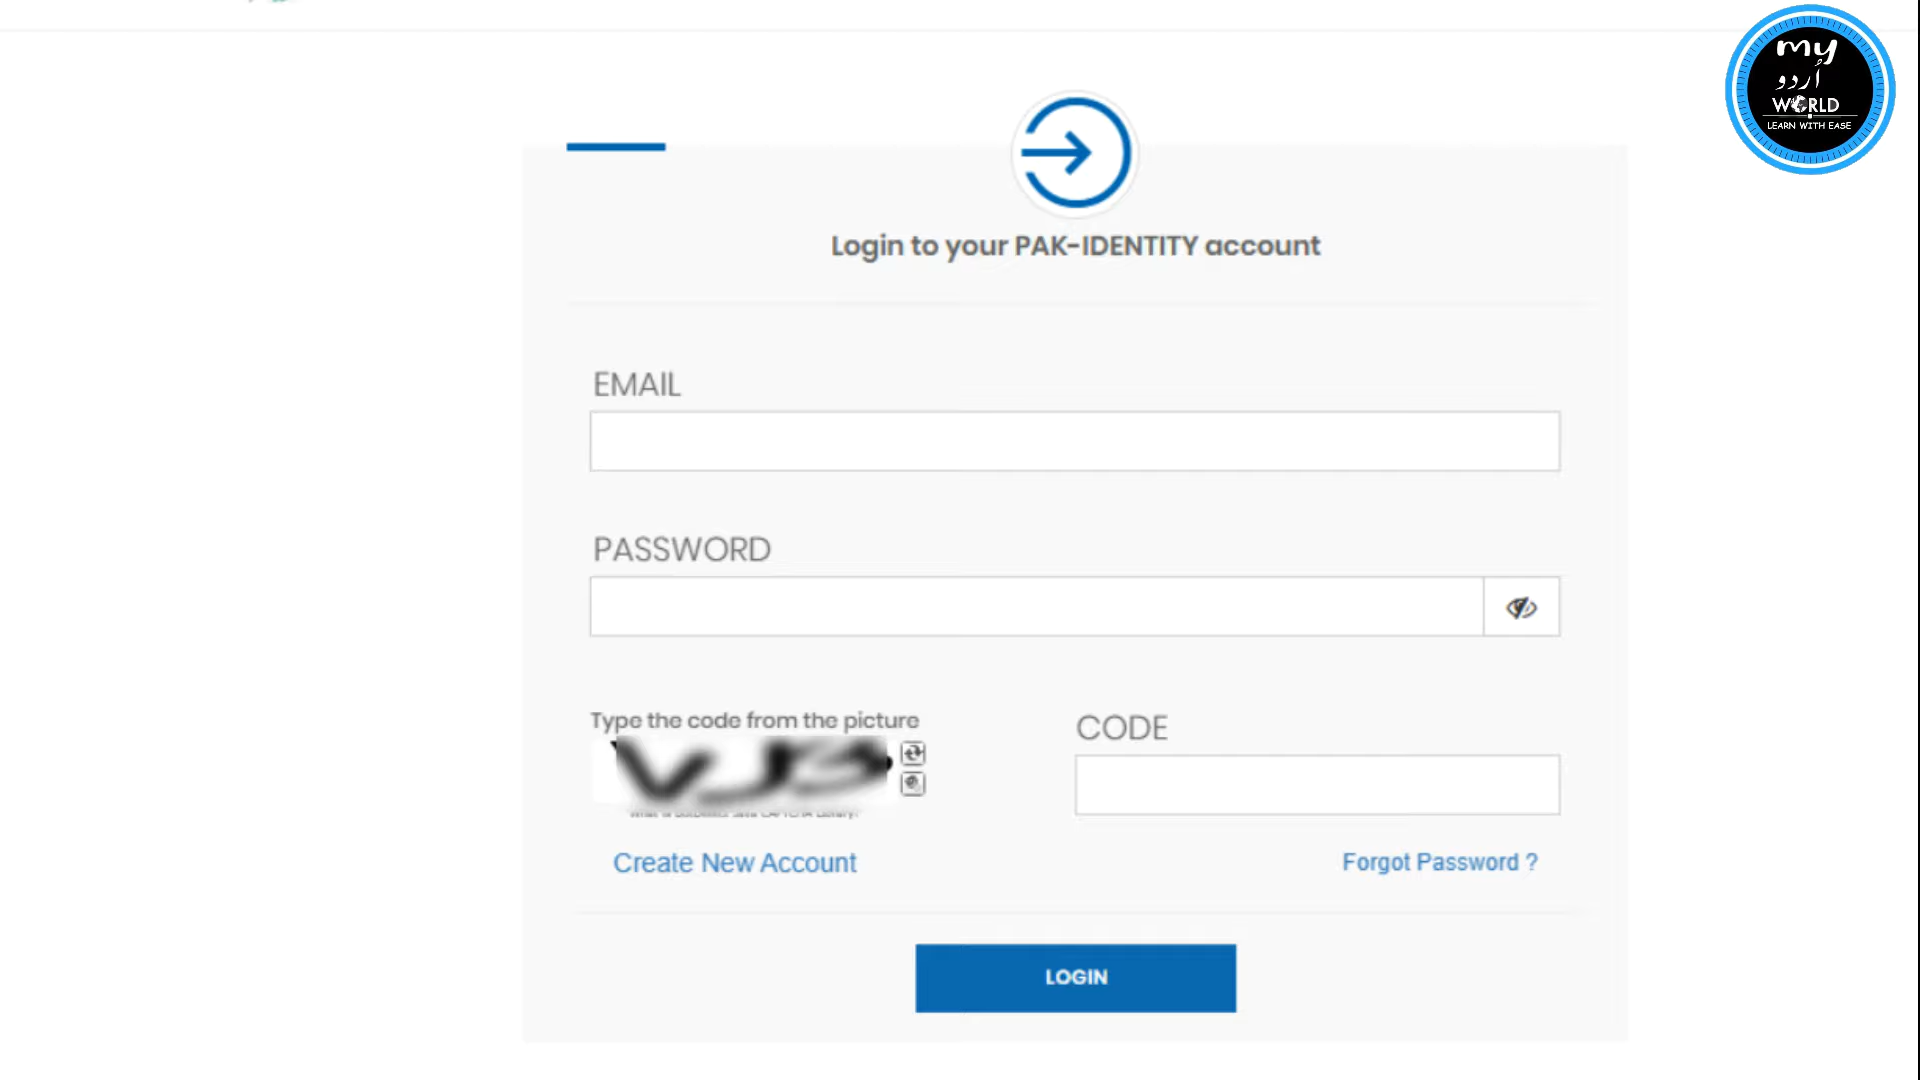 my
اُردو
WORLD
LEARN WITH EASE
Login to your PAK-IDENTITY account
EMAIL
PASSWORD
Type the code from the picture
CODE
Create New Account
Forgot Password ?
LOGIN